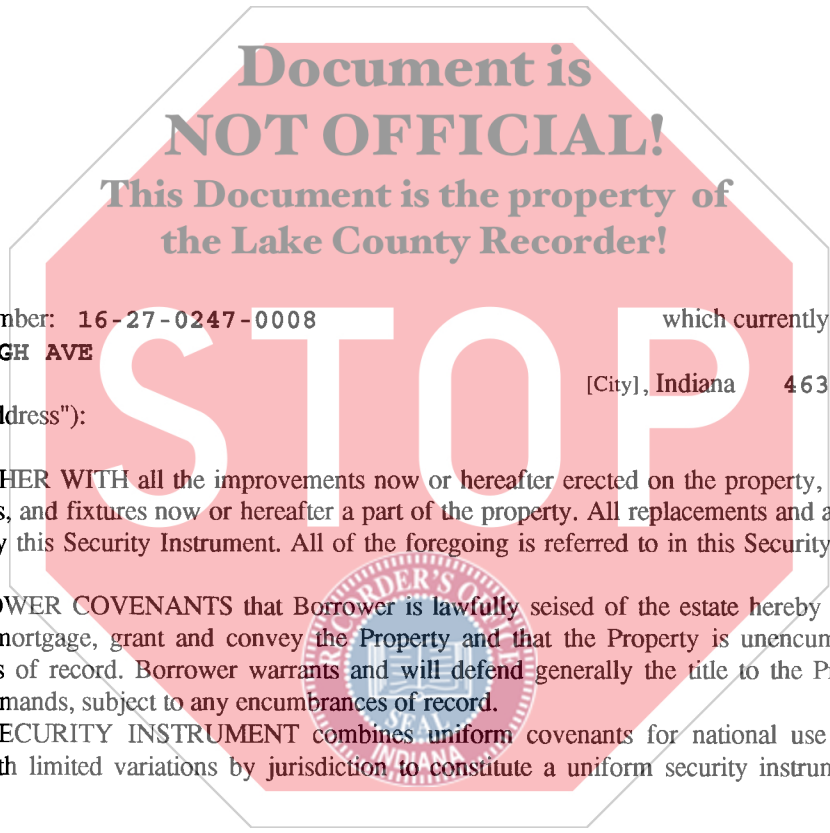 Document is
NOT OFFICIAL!
This Document is the property of
the Lake County Recorder!
mber: 16-27-0247-0008 which currently
GH AVE
[City], Indiana 463
ldress"):
STOP
HER WITH all the improvements now or hereafter erected on the property,
s, and fixtures now or hereafter a part of the property. All replacements and a
y this Security Instrument. All of the foregoing is referred to in this Security
OWER COVENANTS that Borrower is lawfully seised of the estate hereby
mortgage, grant and convey the Property and that the Property is unencum
s of record. Borrower warrants and will defend generally the title to the Pr
mands, subject to any encumbrances of record.
ECURITY INSTRUMENT combines uniform covenants for national use
th limited variations by jurisdiction to constitute a uniform security instrum
RECORDER'S OFFICE
SEAL
INDIANA